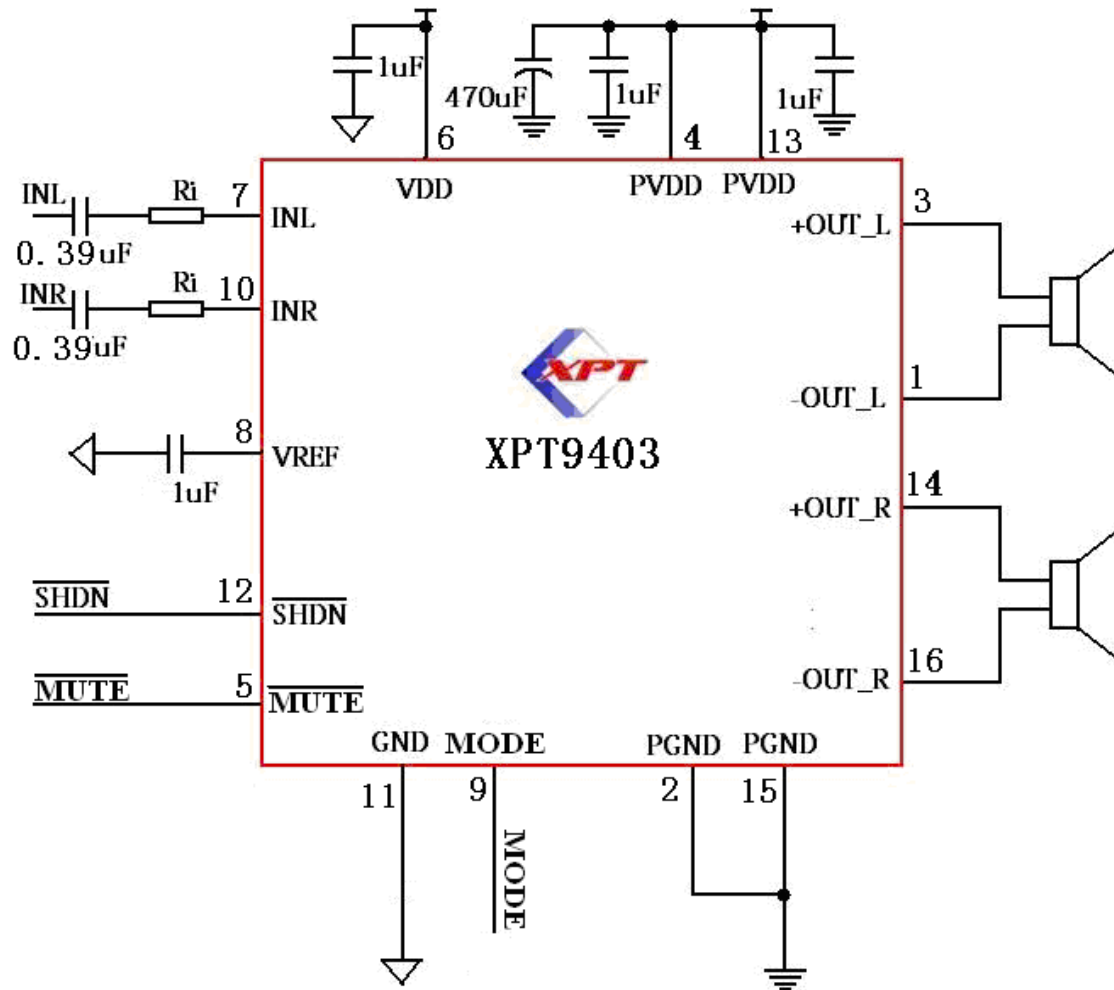 1uF
470uF
1uF
1uF
6
4
13
VDD
PVDD
PVDD
INL
Ri
7
INL
0.39uF
INR
Ri
10
INR
0.39uF
3
+OUT_L
1
-OUT_L
XPT
XPT9403
8
VREF
1uF
14
+OUT_R
SHDN
12
SHDN
16
-OUT_R
MUTE
5
MUTE
GND
MODE
PGND
PGND
11
9
2
15
MODE